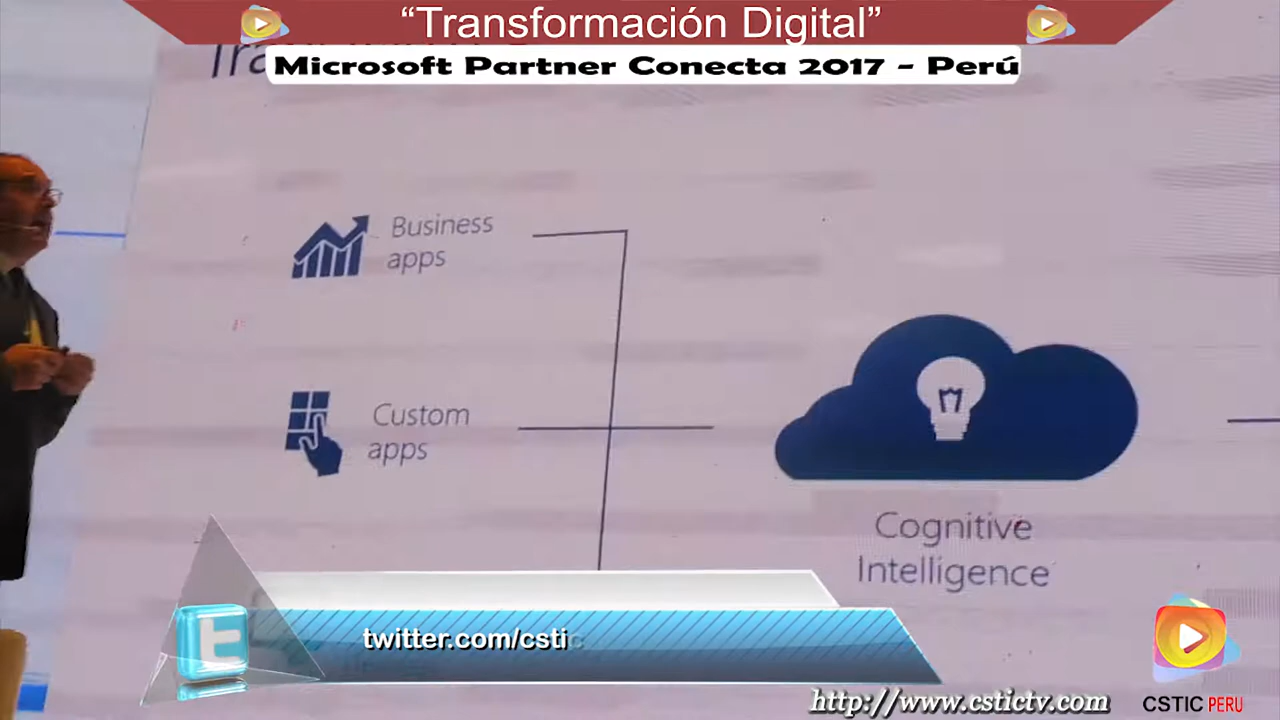 “Transformación Digital”
Microsoft Partner Conecta 2017 - Perú
Business
apps
Custom
apps
Cognitive
Intelligence
twitter.com/csti
http://www.cstictv.com
CSTIC PERU